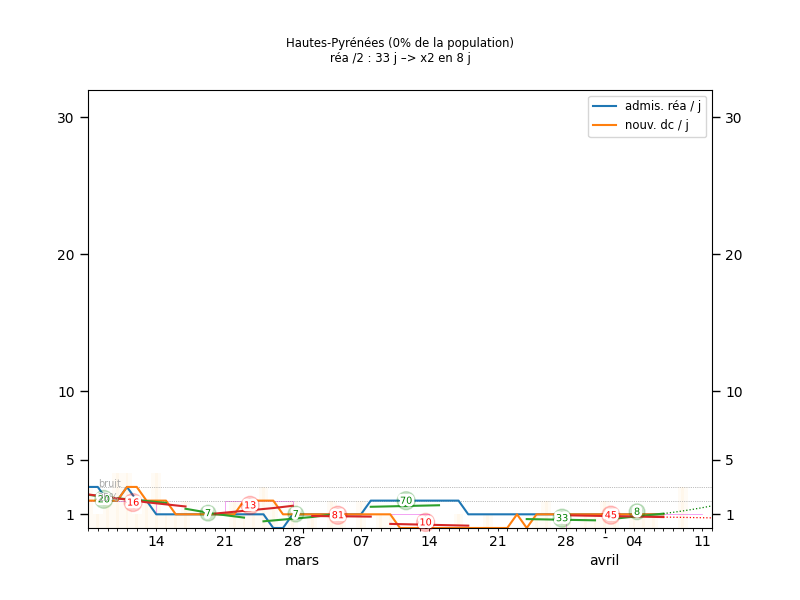 Hautes-Pyrénées (0% de la population)
réa /2 : 33 j –> x2 en 8 j
admis. réa / j
nouv. dc / j
30 30
20 20
10 10
5 5
1 1
bruit
20 16 7 13 7 81 70 10 33 45 8
14 21 28 07 14 21 28 04 11
mars avril